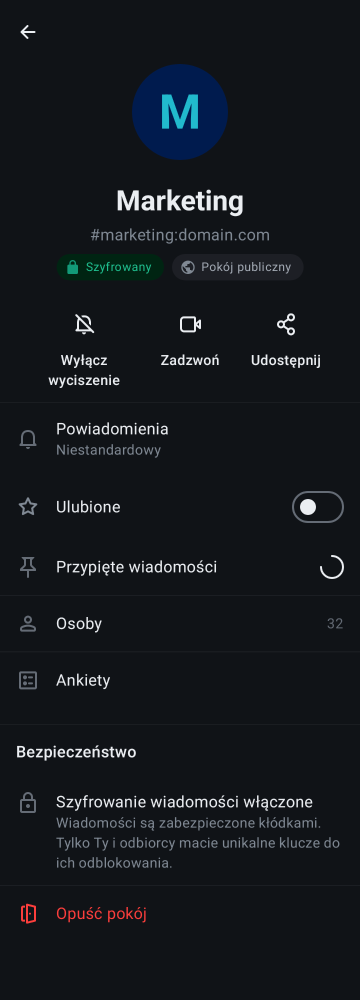 M
Marketing
#marketing:domain.com
Szyfrowany
Pokój publiczny
Wyłącz
wyciszenie
Zadzwoń
Udostępnij
Powiadomienia
Niestandardowy
Ulubione
Przypięte wiadomości
Osoby
32
Ankiety
Bezpieczeństwo
Szyfrowanie wiadomości włączone
Wiadomości są zabezpieczone kłódkami.
Tylko Ty i odbiorcy macie unikalne klucze do
ich odblokowania.
Opuść pokój